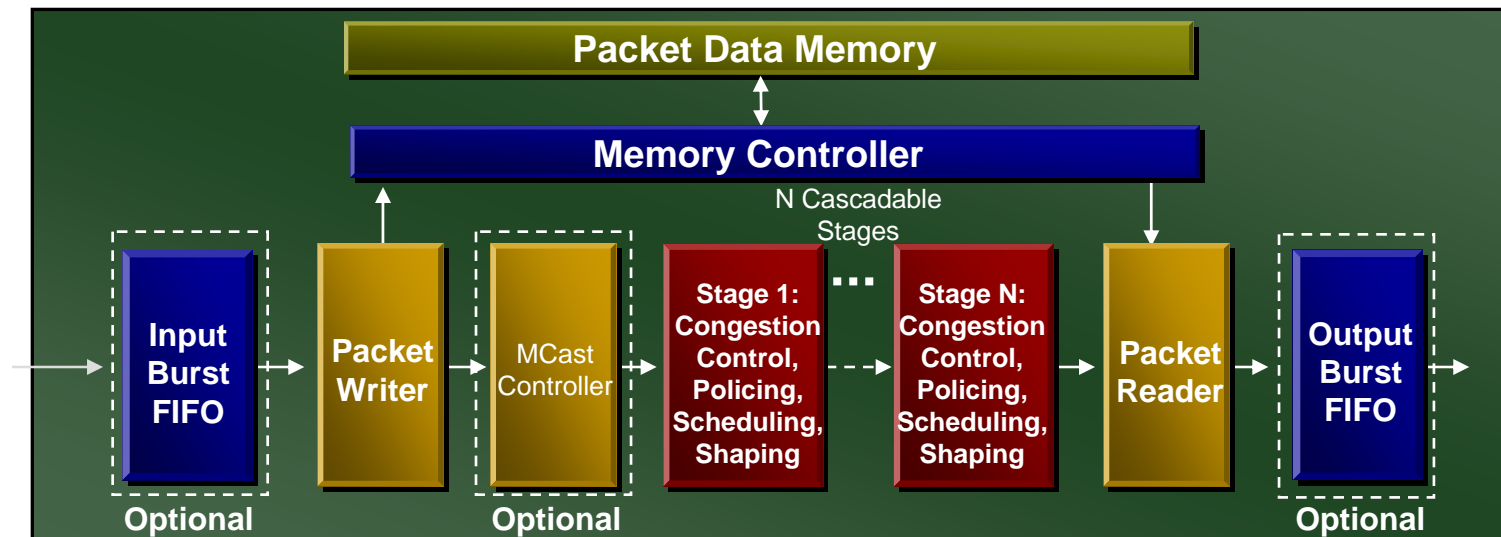 Packet Data Memory
Memory Controller
N Cascadable
Stages
Input
Burst
FIFO
Optional
Packet
Writer
MCast
Controller
Optional
Stage 1:
Congestion
Control,
Policing,
Scheduling,
Shaping
...
Stage N:
Congestion
Control,
Policing,
Scheduling,
Shaping
Packet
Reader
Output
Burst
FIFO
Optional